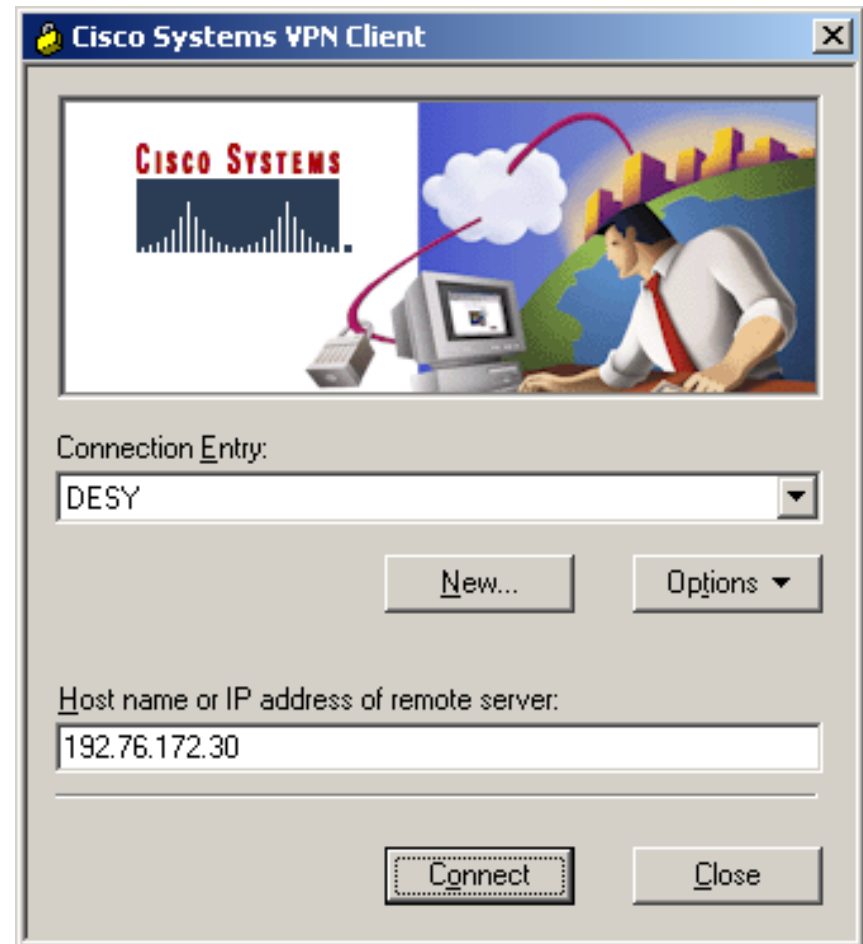 Cisco Systems VPN Client
CISCO SYSTEMS
Connection Entry:
DESY
New...
Options
Host name or IP address of remote server:
192.76.172.30
Connect
Close